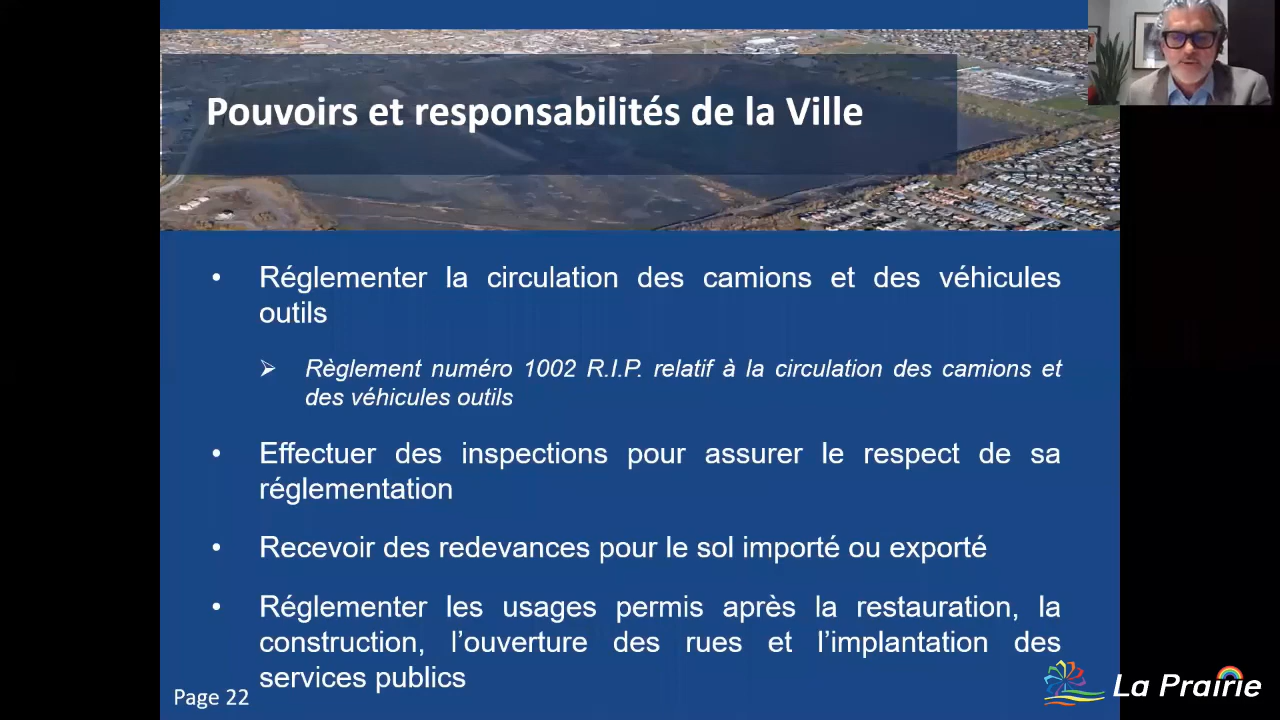 Pouvoirs et responsabilités de la Ville
• Réglementer la circulation des camions et des véhicules
outils
➢ Règlement numéro 1002 R.I.P. relatif à la circulation des camions et
des véhicules outils
• Effectuer des inspections pour assurer le respect de sa
réglementation
• Recevoir des redevances pour le sol importé ou exporté
• Réglementer les usages permis après la restauration, la
construction, l’ouverture des rues et l’implantation des
services publics
Page 22
La Prairie